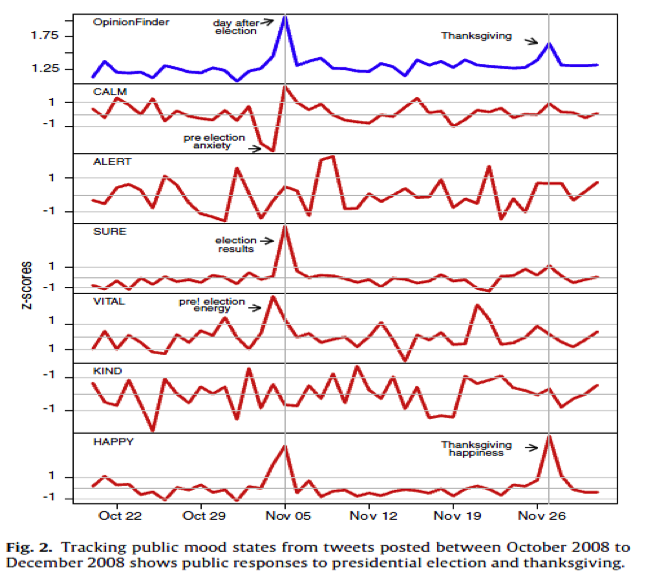 OpinionFinder
day after
election
Thanksgiving
1.75
1.25
CALM
1
-1
pre election
anxiety
ALERT
1
-1
SURE
election
results
1
-1
z-scores
VITAL
pre! election
energy
1
1
KIND
-1
-1
HAPPY
Thanksgiving
happiness
1
-1
Oct 22 Oct 29 Nov 05 Nov 12 Nov 19 Nov 26
Fig. 2. Tracking public mood states from tweets posted between October 2008 to
December 2008 shows public responses to presidential election and thanksgiving.